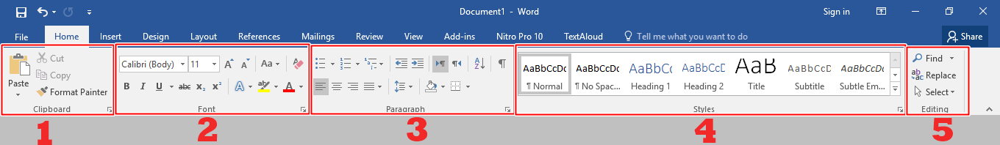 Document1 - Word
Sign in
File Home Insert Design Layout References Mailings Review View Add-ins Nitro Pro 10 TextAloud Tell me what you want to do Share
Paste
Cut
Copy
Format Painter
Clipboard
Calibri (Body) 11 A A Aa A
B I U abc x₂ x² A ab A
Font
A Z ¶
Paragraph
AaBbCcDc AaBbCcDc AaBbCc AaBbCcD AaB AaBbCcD AaBbCcDc
¶ Normal ¶ No Spac... Heading 1 Heading 2 Title Subtitle Subtle Em...
Styles
Find
Replace
Select
Editing
1 2 3 4 5